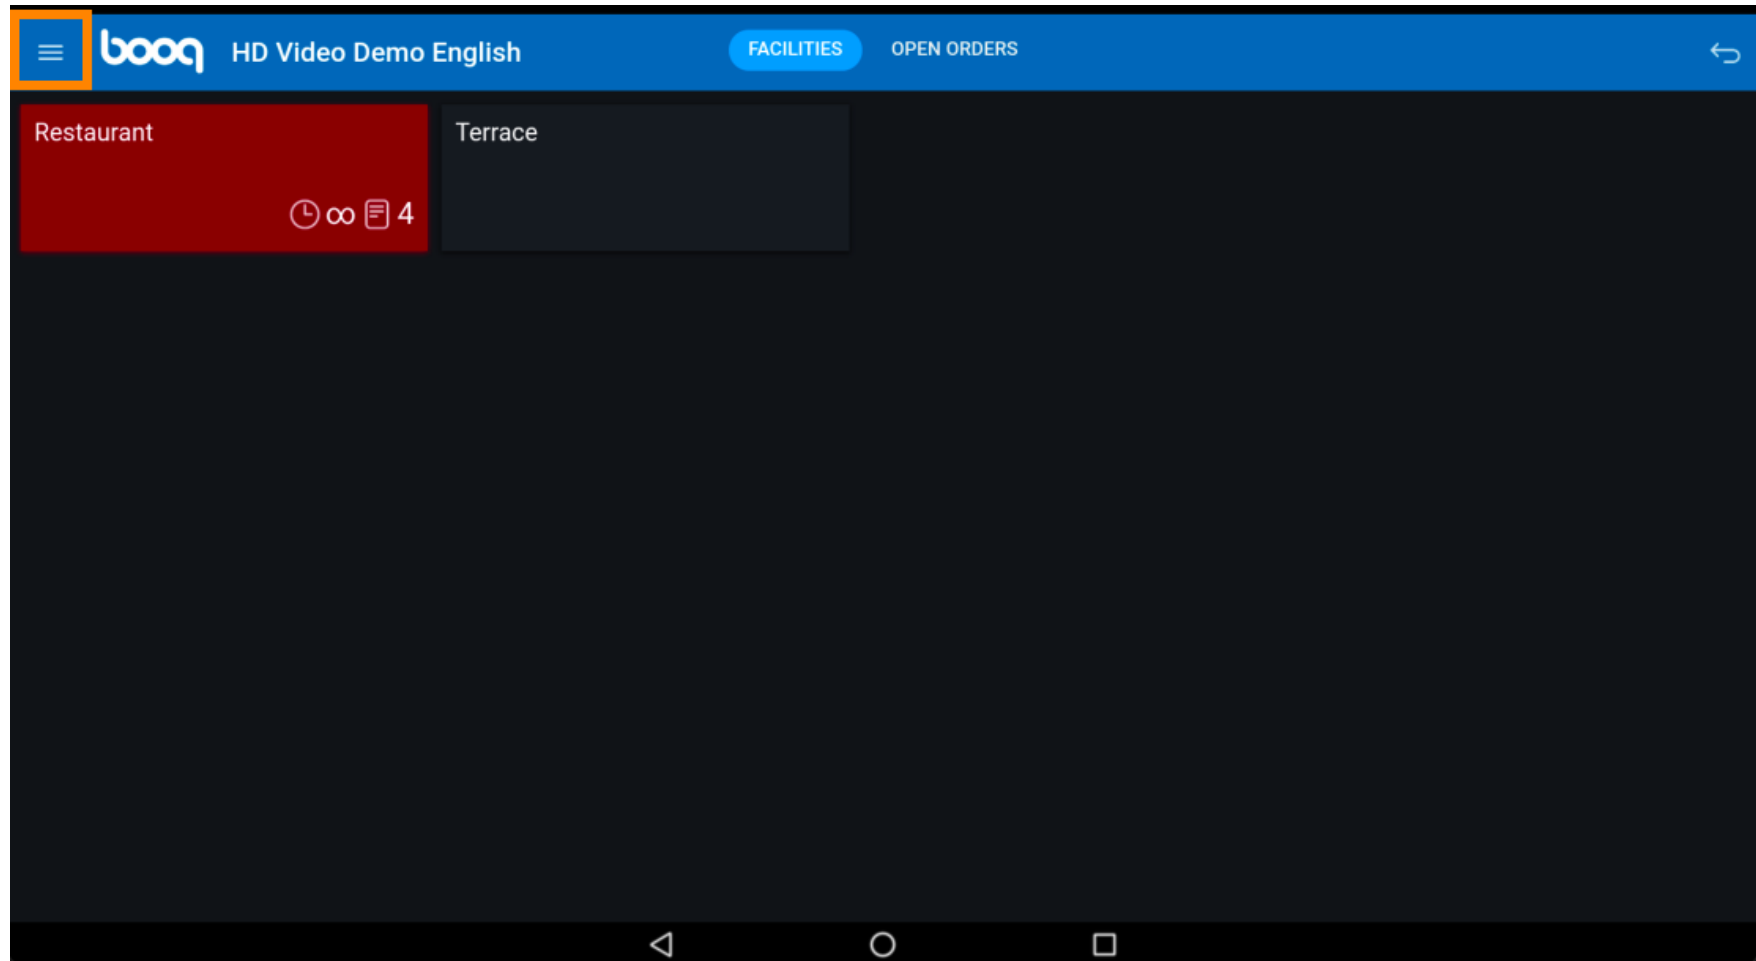 booq HD Video Demo English FACILITIES OPEN ORDERS
Restaurant Terrace
∞ 4